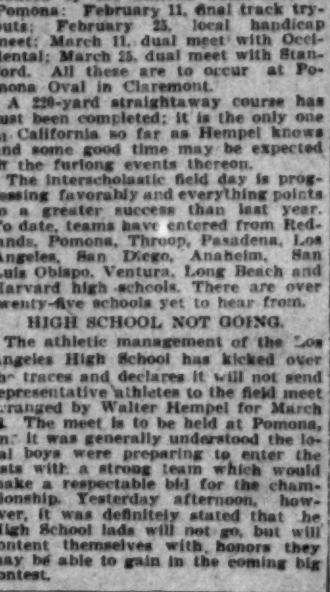 Pomona; February 11, final track try-
outs; February 25, local handicap
meet; March 11, dual meet with Occi-
dental; March 25, dual meet with Stan-
ford. All these are to occur at Po-
mona Oval in Claremont.
A 220-yard straightaway course has
just been completed; it is the only one
in California so far as Hempel knows
and some good time may be expected
in the furlong events thereon.
The interscholastic field day is prog-
essing favorably and everything points
to a greater success than last year.
To date, teams have entered from Red-
lands, Pomona, Throop, Pasadena, Los
Angeles, San Diego, Anaheim, San
Luis Obispo, Ventura, Long Beach and
Harvard high schools. There are over
twenty-five schools yet to hear from.
HIGH SCHOOL NOT GOING.
The athletic management of the Los
Angeles High School has kicked over
the traces and declares it will not send
representative athletes to the field meet
arranged by Walter Hempel for March
The meet is to be held at Pomona,
and it was generally understood the lo-
cal boys were preparing to enter the
lists with a strong team which would
make a respectable bid for the cham-
pionship. Yesterday afternoon, how-
ever, it was definitely stated that he
High School lads will not go, but will
content themselves with honors they
may be able to gain in the coming big
contest.